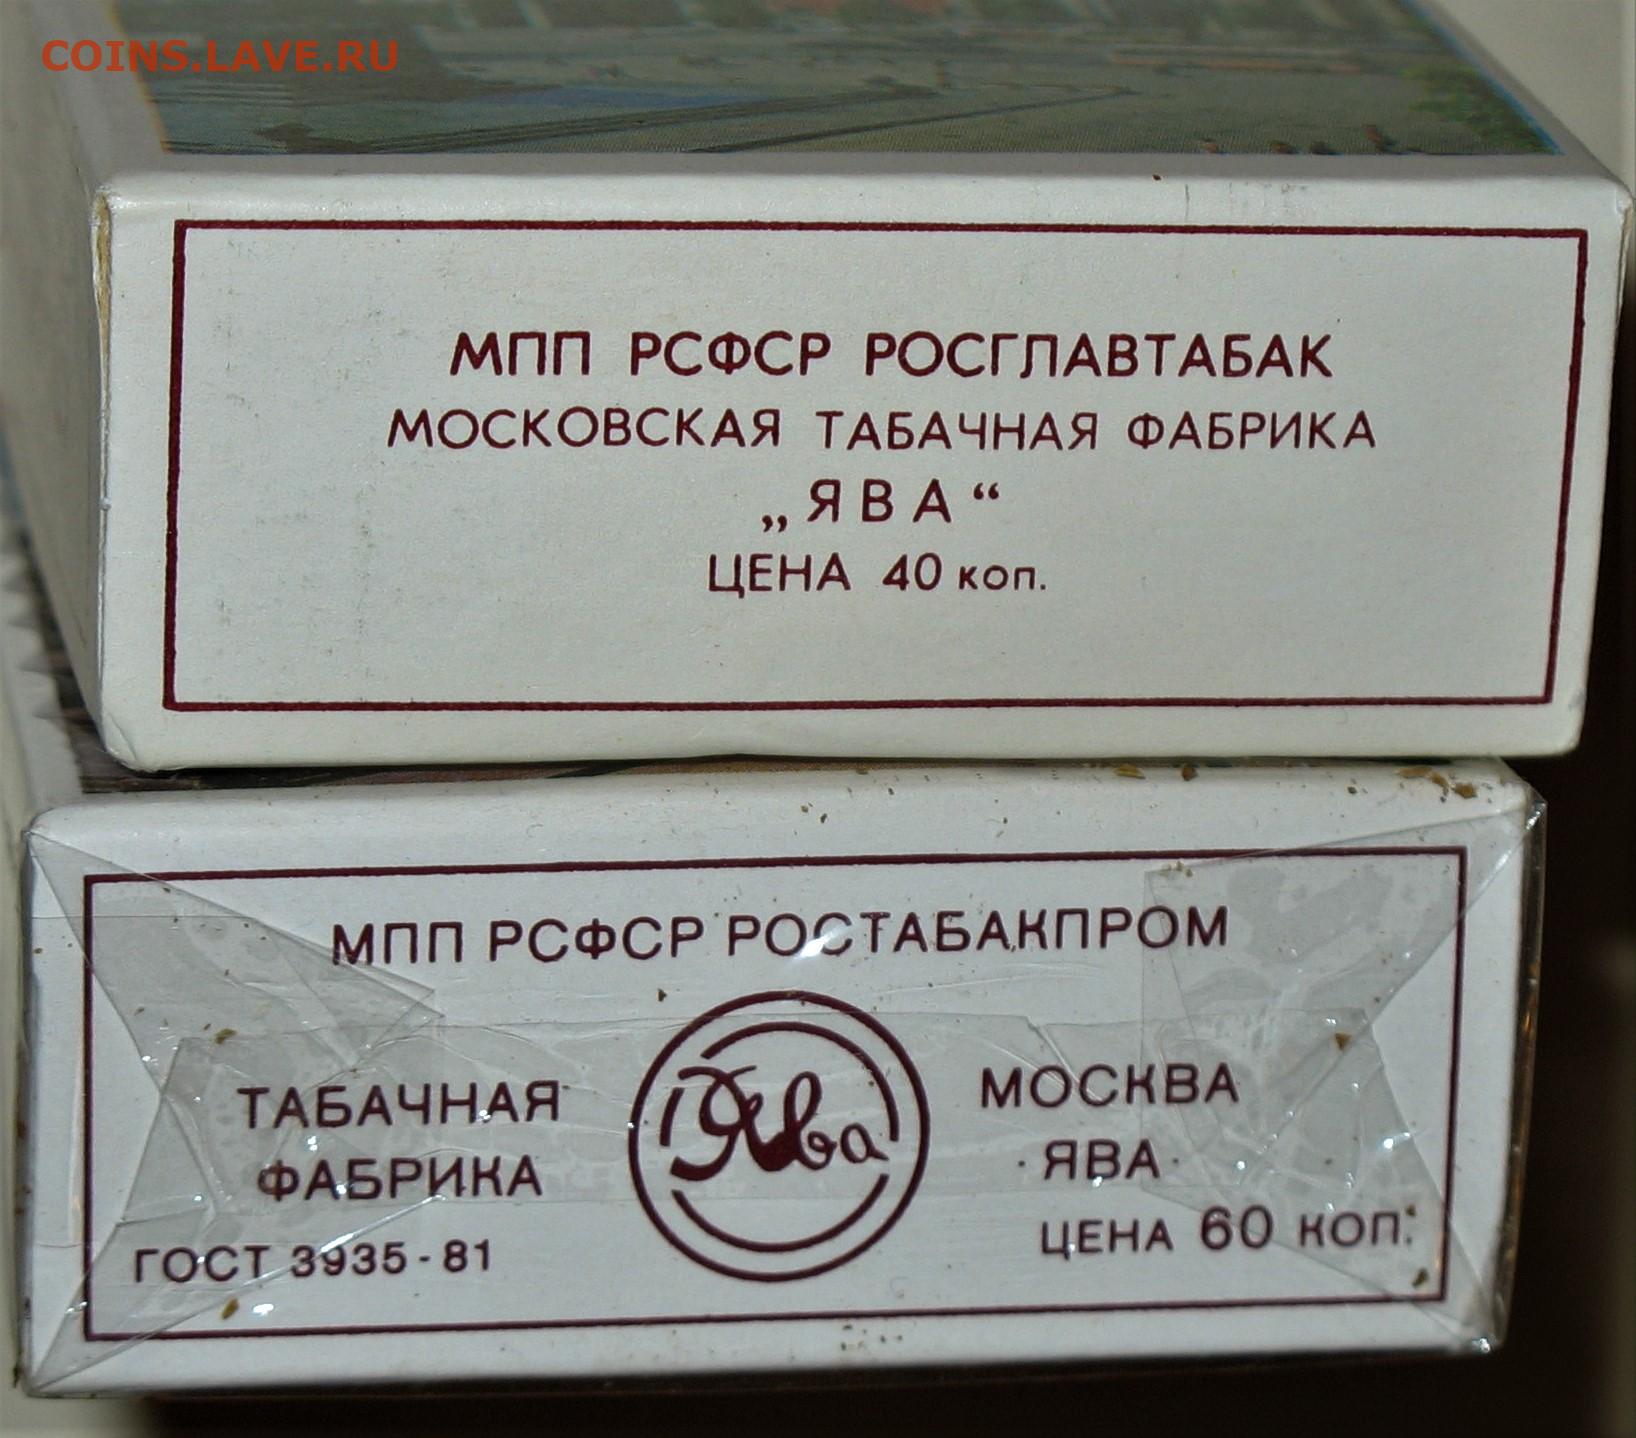 COINS.LAVE.RU
МПП РСФСР РОСГЛАВТАБАК
МОСКОВСКАЯ ТАБАЧНАЯ ФАБРИКА
„ЯВА“
ЦЕНА 40 коп.
МПП РСФСР РОСТАБАКПРОМ
ТАБАЧНАЯ
ФАБРИКА
ГОСТ 3935-81
Ява
МОСКВА
·ЯВА·
ЦЕНА 60 КОП.